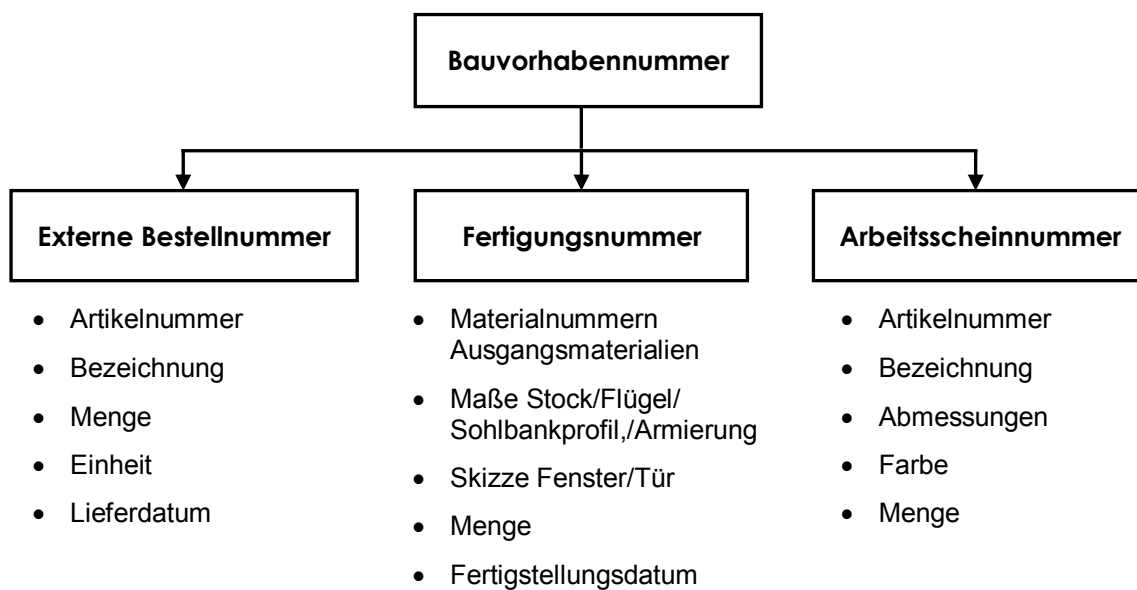 Bauvorhabennummer
Externe Bestellnummer
• Artikelnummer
• Bezeichnung
• Menge
• Einheit
• Lieferdatum
Fertigungsnummer
• Materialnummern
Ausgangsmaterialien
• Maße Stock/Flügel/
Sohlbankprofil,/Armierung
• Skizze Fenster/Tür
• Menge
• Fertigstellungsdatum
Arbeitsscheinnummer
• Artikelnummer
• Bezeichnung
• Abmessungen
• Farbe
• Menge